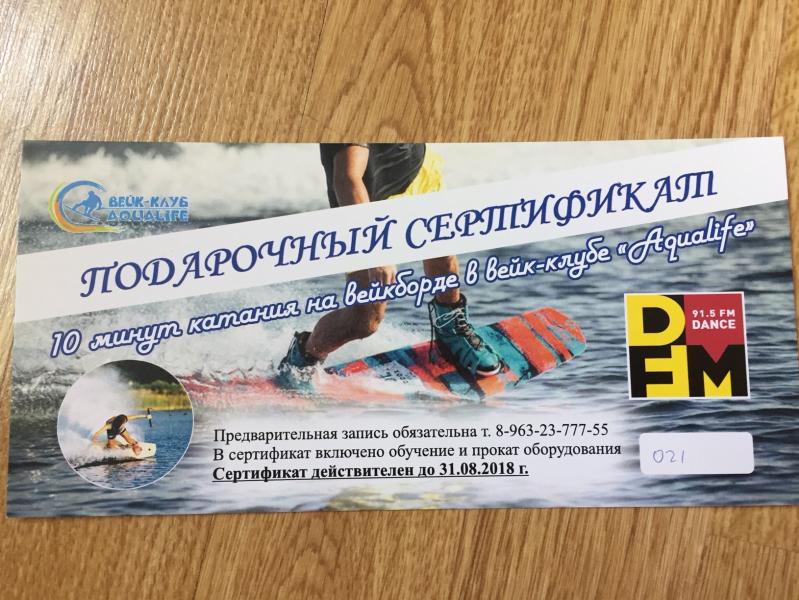 ВЕЙК-КЛУБ
AQUALIFE
ПОДАРОЧНЫЙ СЕРТИФИКАТ
10 минут катания на вейкборде в вейк-клубе «Aqualife»
DFM
91.5 FM
DANCE
Предварительная запись обязательна т. 8-963-23-777-55
В сертификат включено обучение и прокат оборудования
Сертификат действителен до 31.08.2018 г.
021